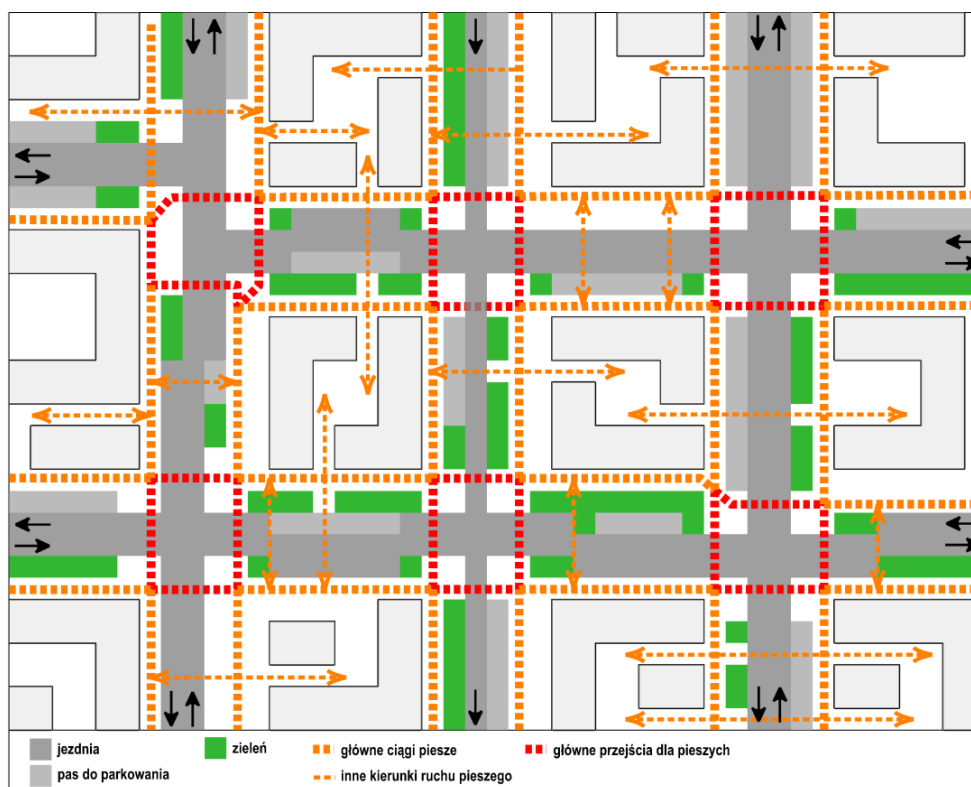 jezdnia
zieleń
główne ciągi piesze
główne przejścia dla pieszych
pas do parkowania
inne kierunki ruchu pieszego